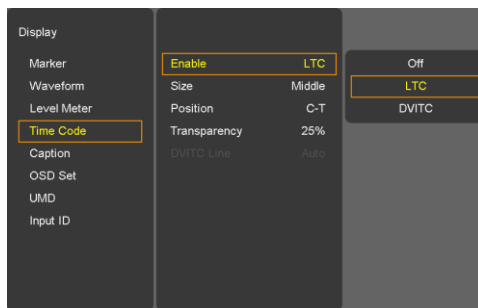 Display
Marker
Waveform
Level Meter
Time Code
Caption
OSD Set
UMD
Input ID
Enable LTC
Size Middle
Position C-T
Transparency 25%
DVITC Line Auto
Off
LTC
DVITC